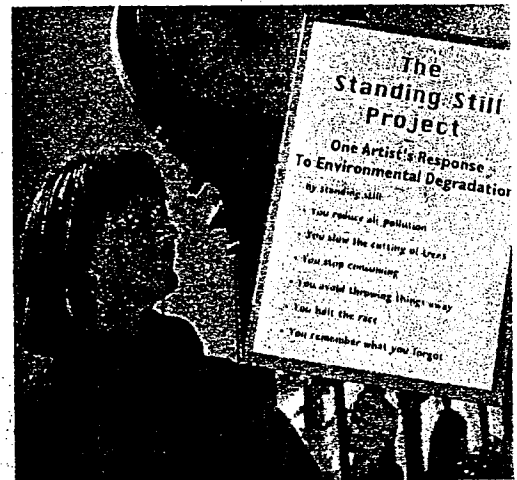 The
Standing Still
Project
One Artist's Response
To Environmental Degradation
By standing still:
• You reduce air pollution
• You slow the cutting of trees
• You stop consuming
• You avoid throwing things away
• You halt the race
• You remember what you forgot